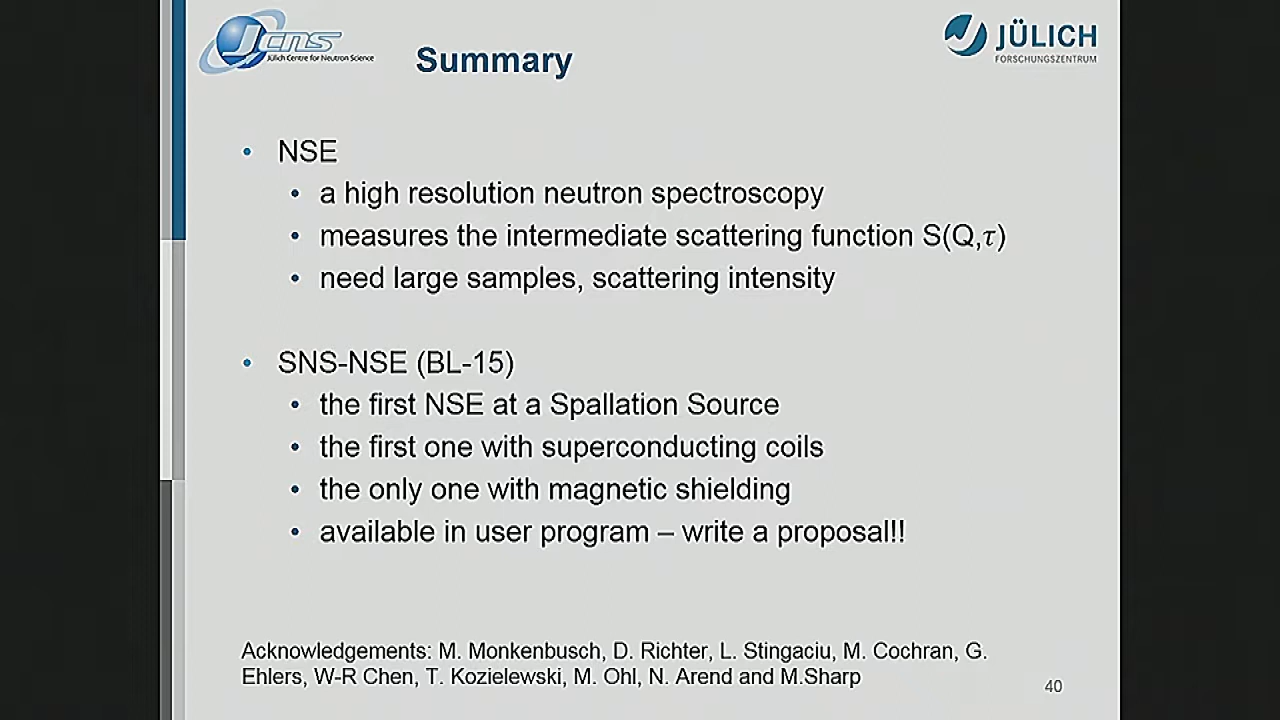 Jcns
Jülich Centre for Neutron Science
JÜLICH
FORSCHUNGSZENTRUM
Summary
• NSE
• a high resolution neutron spectroscopy
• measures the intermediate scattering function S(Q,τ)
• need large samples, scattering intensity
• SNS-NSE (BL-15)
• the first NSE at a Spallation Source
• the first one with superconducting coils
• the only one with magnetic shielding
• available in user program – write a proposal!!
Acknowledgements: M. Monkenbusch, D. Richter, L. Stingaciu, M. Cochran, G.
Ehlers, W-R Chen, T. Kozielewski, M. Ohl, N. Arend and M.Sharp
40